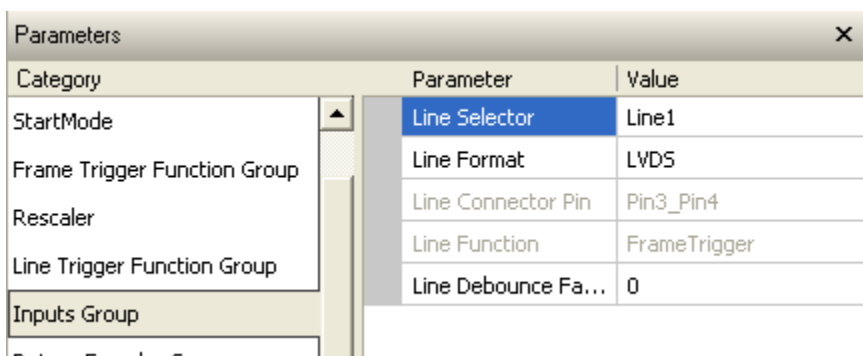 Parameters
Category
Parameter
Value
StartMode
Frame Trigger Function Group
Rescaler
Line Trigger Function Group
Inputs Group
Line Selector
Line1
Line Format
LVDS
Line Connector Pin
Pin3_Pin4
Line Function
FrameTrigger
Line Debounce Fa...
0